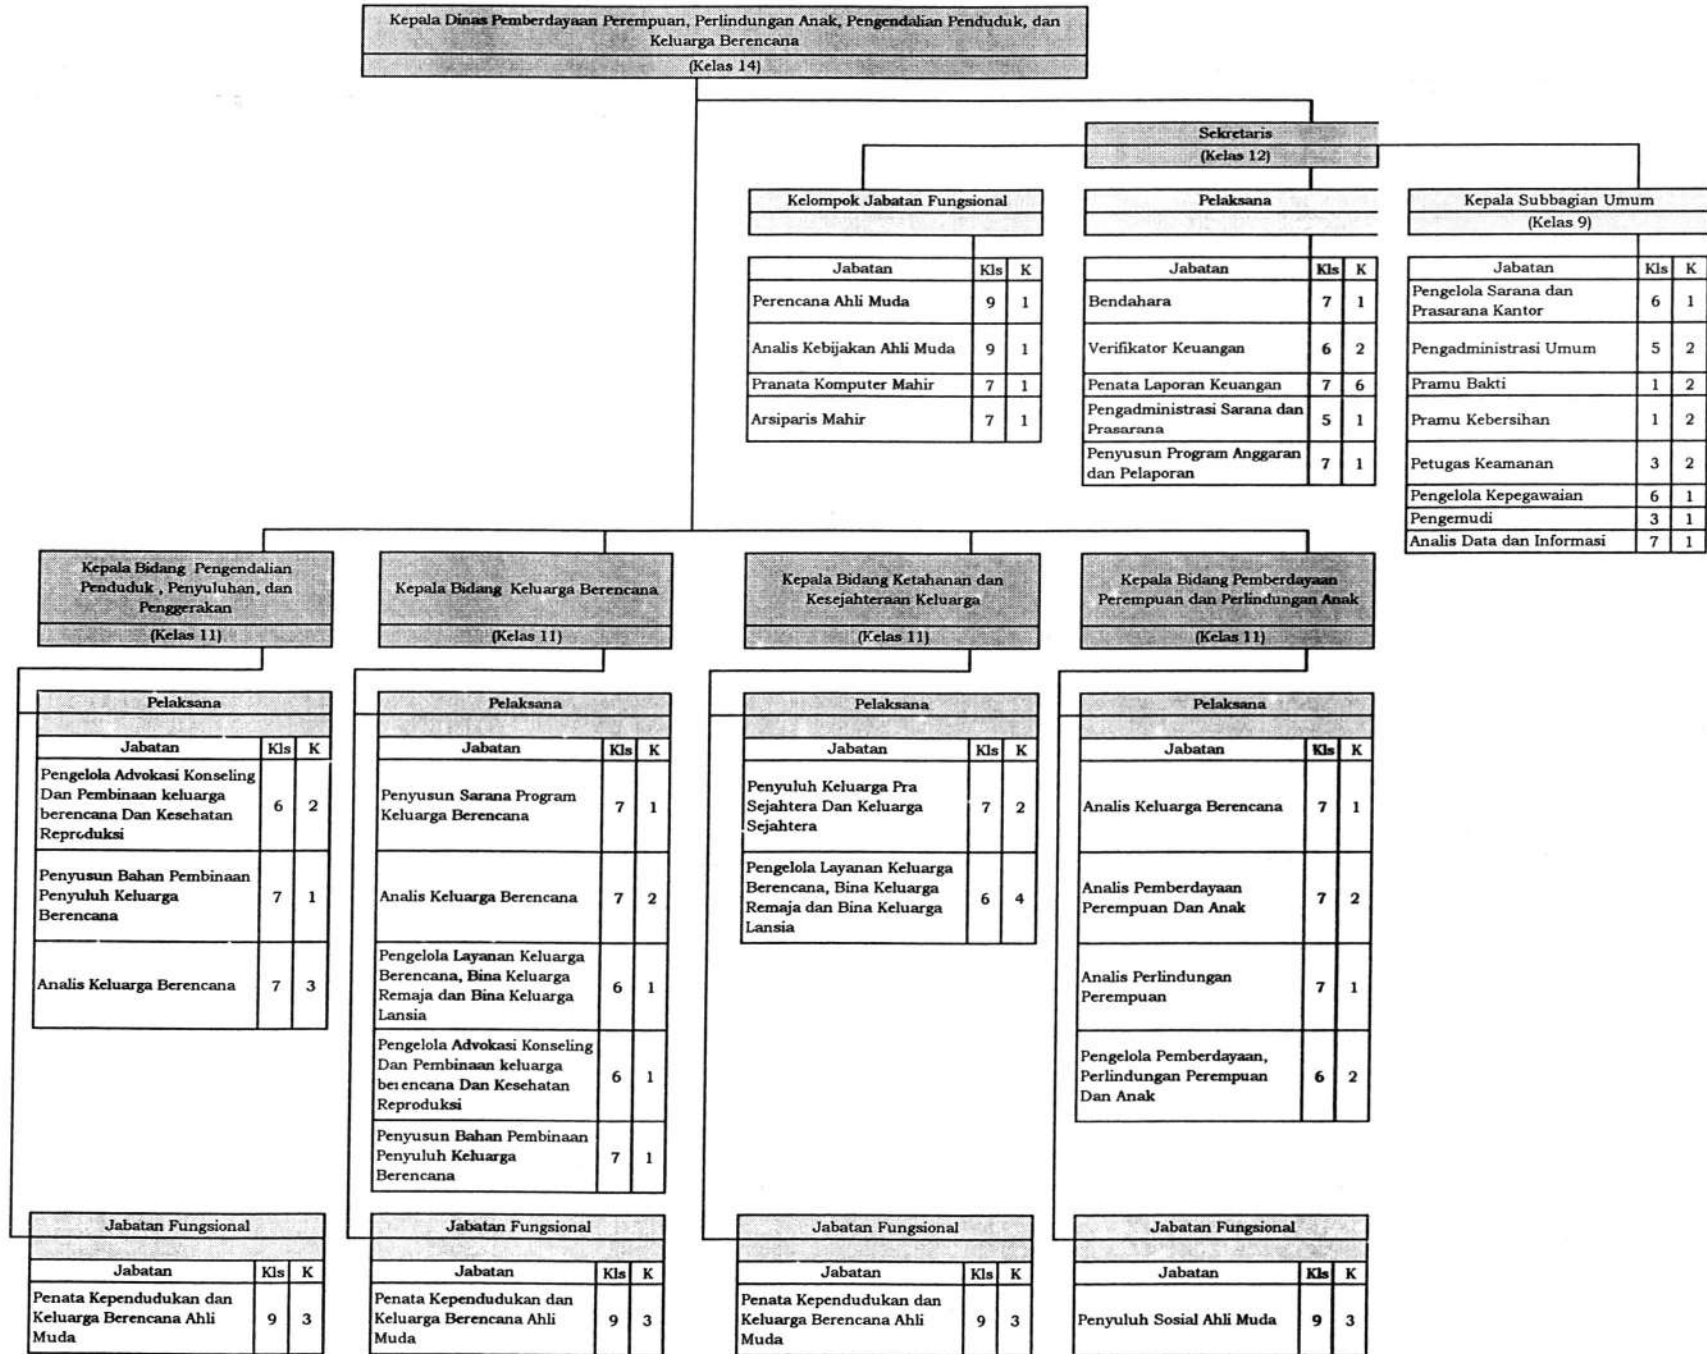 Kepala Dinas Pemberdayaan Perempuan, Perlindungan Anak, Pengendalian Penduduk, dan
Keluarga Berencana
(Kelas 14)
Sekretaris
(Kelas 12)
Kelompok Jabatan Fungsional
Jabatan Kls K
Perencana Ahli Muda 9 1
Analis Kebijakan Ahli Muda 9 1
Pranata Komputer Mahir 7 1
Arsiparis Mahir 7 1
Pelaksana
Jabatan Kls K
Bendahara 7 1
Verifikator Keuangan 6 2
Penata Laporan Keuangan 7 6
Pengadministrasi Sarana dan
Prasarana 5 1
Penyusun Program Anggaran
dan Pelaporan 7 1
Kepala Subbagian Umum
(Kelas 9)
Jabatan Kls K
Pengelola Sarana dan
Prasarana Kantor 6 1
Pengadministrasi Umum 5 2
Pramu Bakti 1 2
Pramu Kebersihan 1 2
Petugas Keamanan 3 2
Pengelola Kepegawaian 6 1
Pengemudi 3 1
Analis Data dan Informasi 7 1
Kepala Bidang Pengendalian
Penduduk , Penyuluhan, dan
Penggerakan
(Kelas 11)
Pelaksana
Jabatan Kls K
Pengelola Advokasi Konseling
Dan Pembinaan keluarga
berencana Dan Kesehatan
Reproduksi 6 2
Penyusun Bahan Pembinaan
Penyuluh Keluarga
Berencana 7 1
Analis Keluarga Berencana 7 3
Jabatan Fungsional
Jabatan Kls K
Penata Kependudukan dan
Keluarga Berencana Ahli
Muda 9 3
Kepala Bidang Keluarga Berencana
(Kelas 11)
Pelaksana
Jabatan Kls K
Penyusun Sarana Program
Keluarga Berencana 7 1
Analis Keluarga Berencana 7 2
Pengelola Layanan Keluarga
Berencana, Bina Keluarga
Remaja dan Bina Keluarga
Lansia 6 1
Pengelola Advokasi Konseling
Dan Pembinaan keluarga
berencana Dan Kesehatan
Reproduksi 6 1
Penyusun Bahan Pembinaan
Penyuluh Keluarga
Berencana 7 1
Jabatan Fungsional
Jabatan Kls K
Penata Kependudukan dan
Keluarga Berencana Ahli
Muda 9 3
Kepala Bidang Ketahanan dan
Kesejahteraan Keluarga
(Kelas 11)
Pelaksana
Jabatan Kls K
Penyuluh Keluarga Pra
Sejahtera Dan Keluarga
Sejahtera 7 2
Pengelola Layanan Keluarga
Berencana, Bina Keluarga
Remaja dan Bina Keluarga
Lansia 6 4
Jabatan Fungsional
Jabatan Kls K
Penata Kependudukan dan
Keluarga Berencana Ahli
Muda 9 3
Kepala Bidang Pemberdayaan
Perempuan dan Perlindungan Anak
(Kelas 11)
Pelaksana
Jabatan Kls K
Analis Keluarga Berencana 7 1
Analis Pemberdayaan
Perempuan Dan Anak 7 2
Analis Perlindungan
Perempuan 7 1
Pengelola Pemberdayaan,
Perlindungan Perempuan
Dan Anak 6 2
Jabatan Fungsional
Jabatan Kls K
Penyuluh Sosial Ahli Muda 9 3